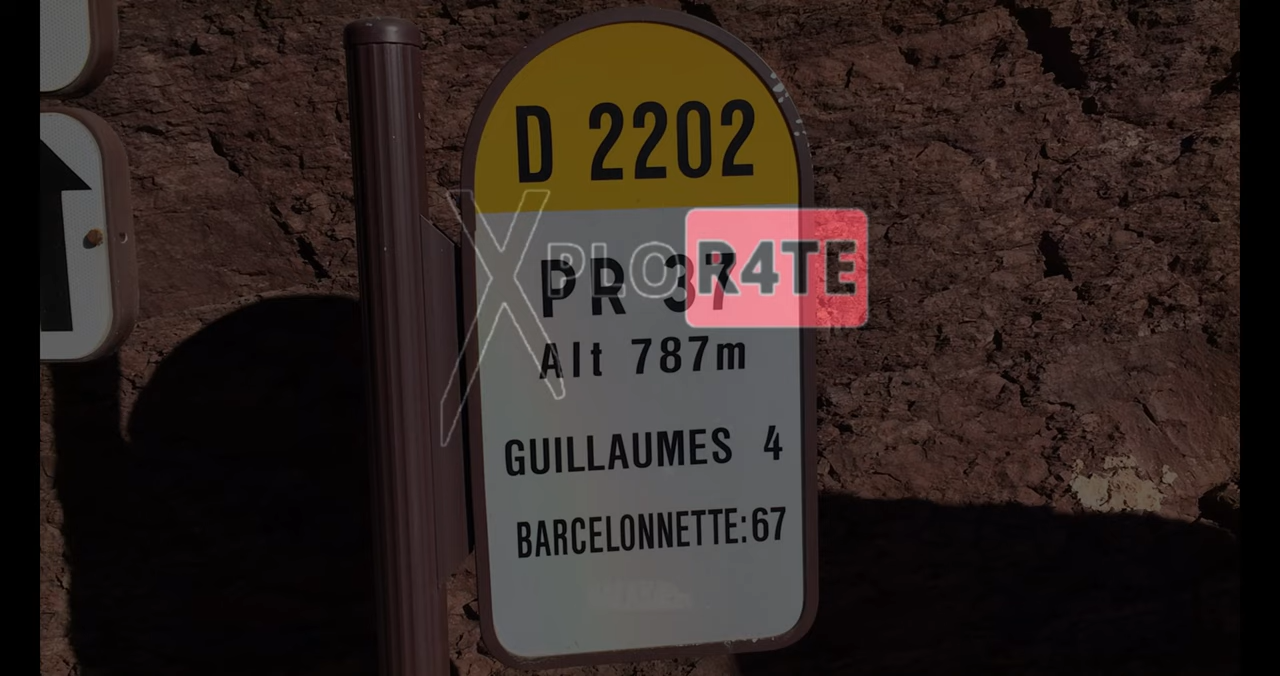 D 2202
XPLOR4TE
PR 37
Alt 787m
GUILLAUMES 4
BARCELONNETTE:67